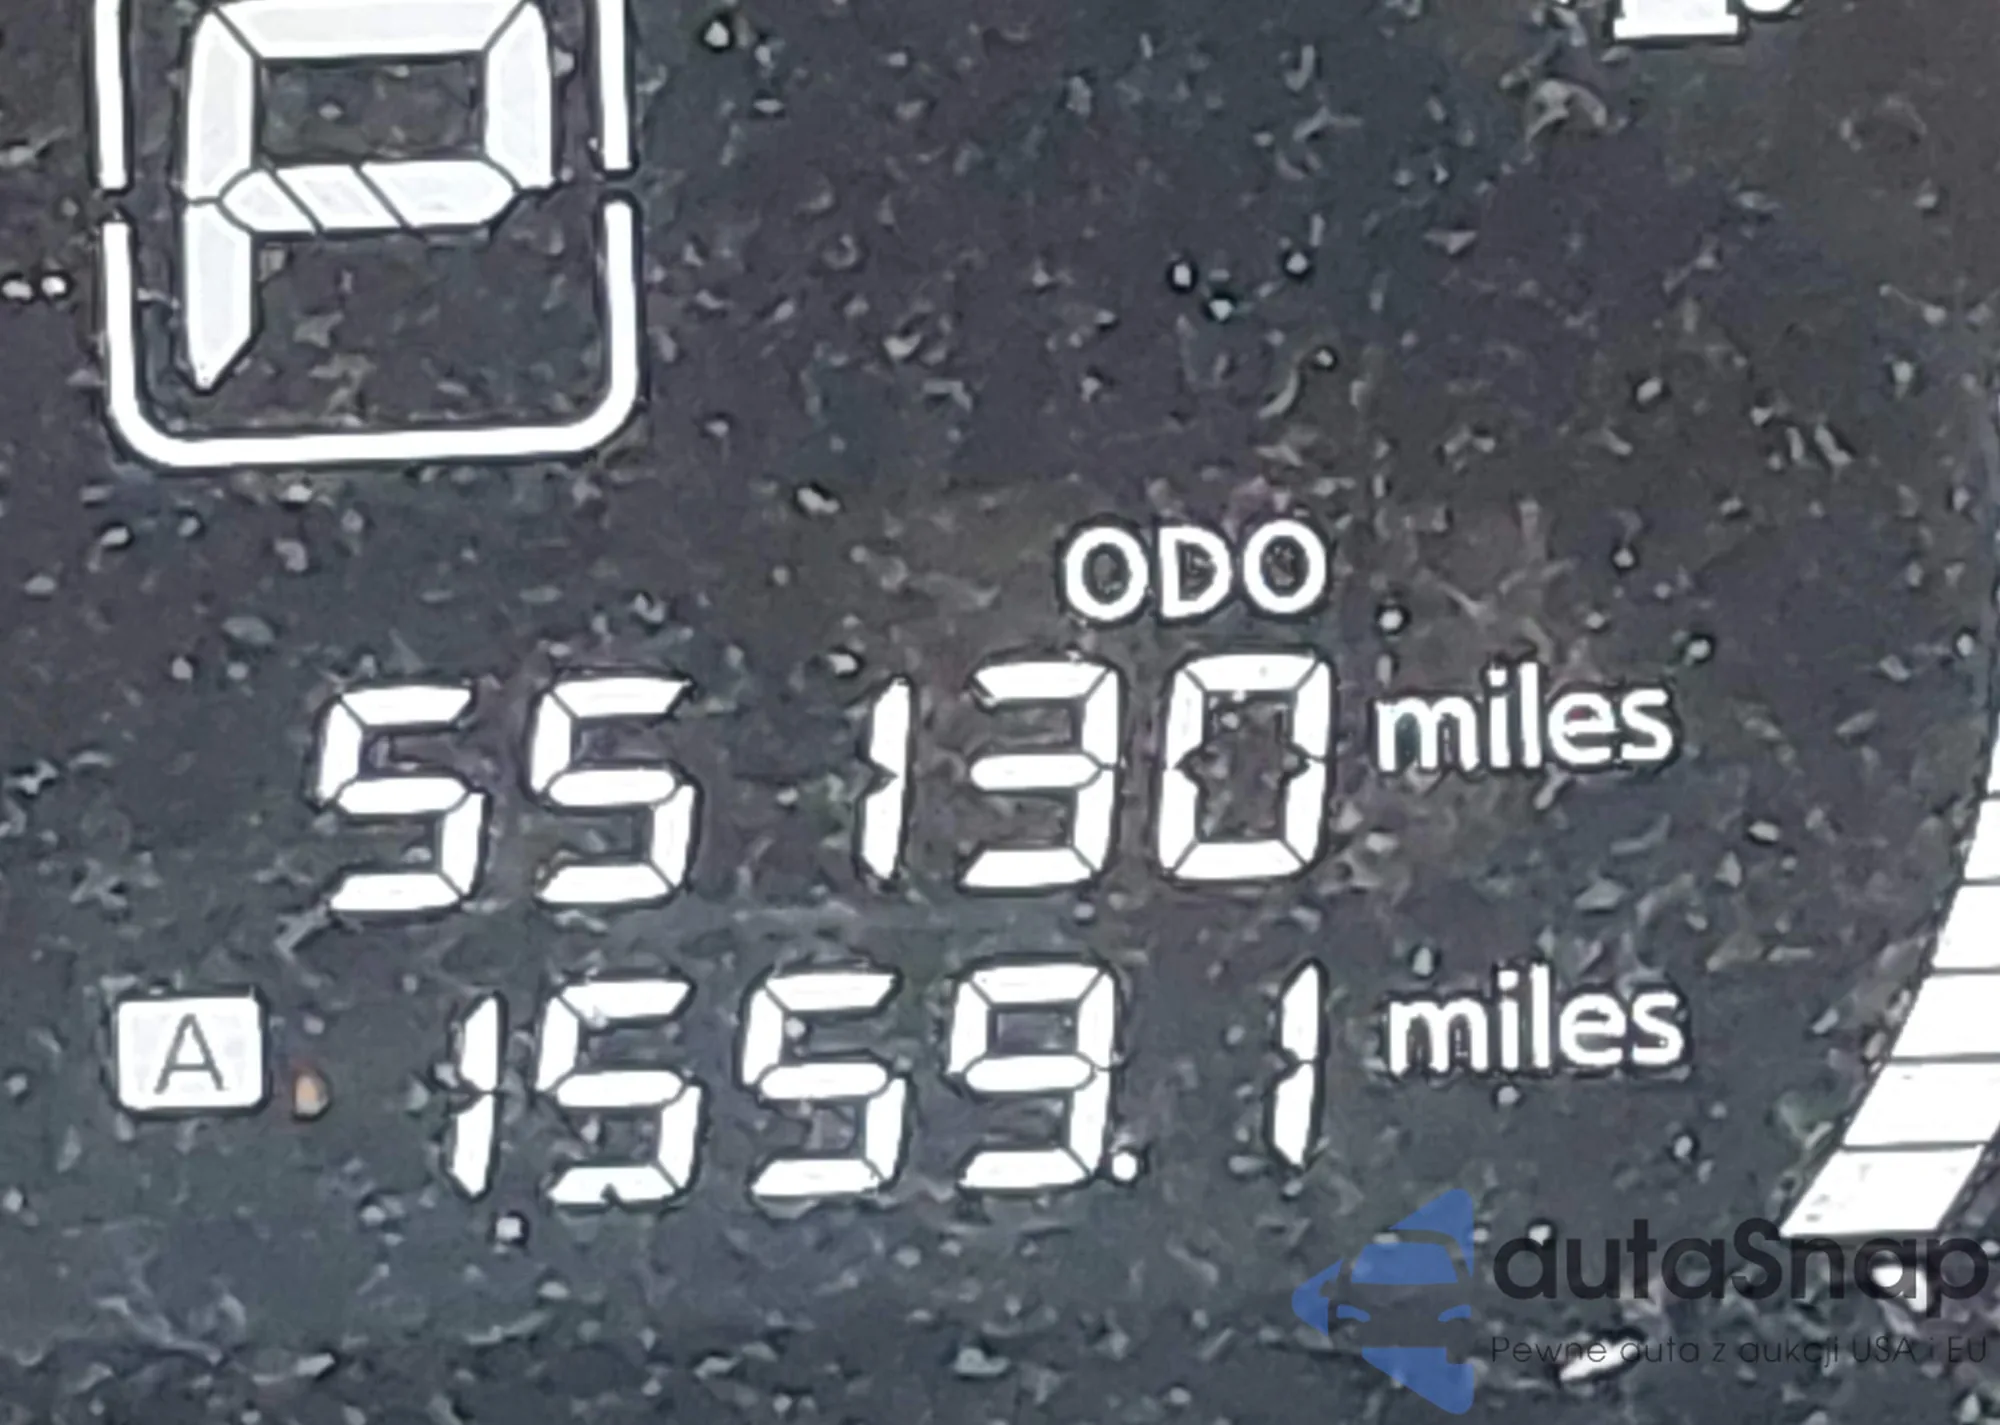 P
ODO
55130 miles
A 1559.1 miles
autaSnap
Pewne auta z aukcji USA i EU